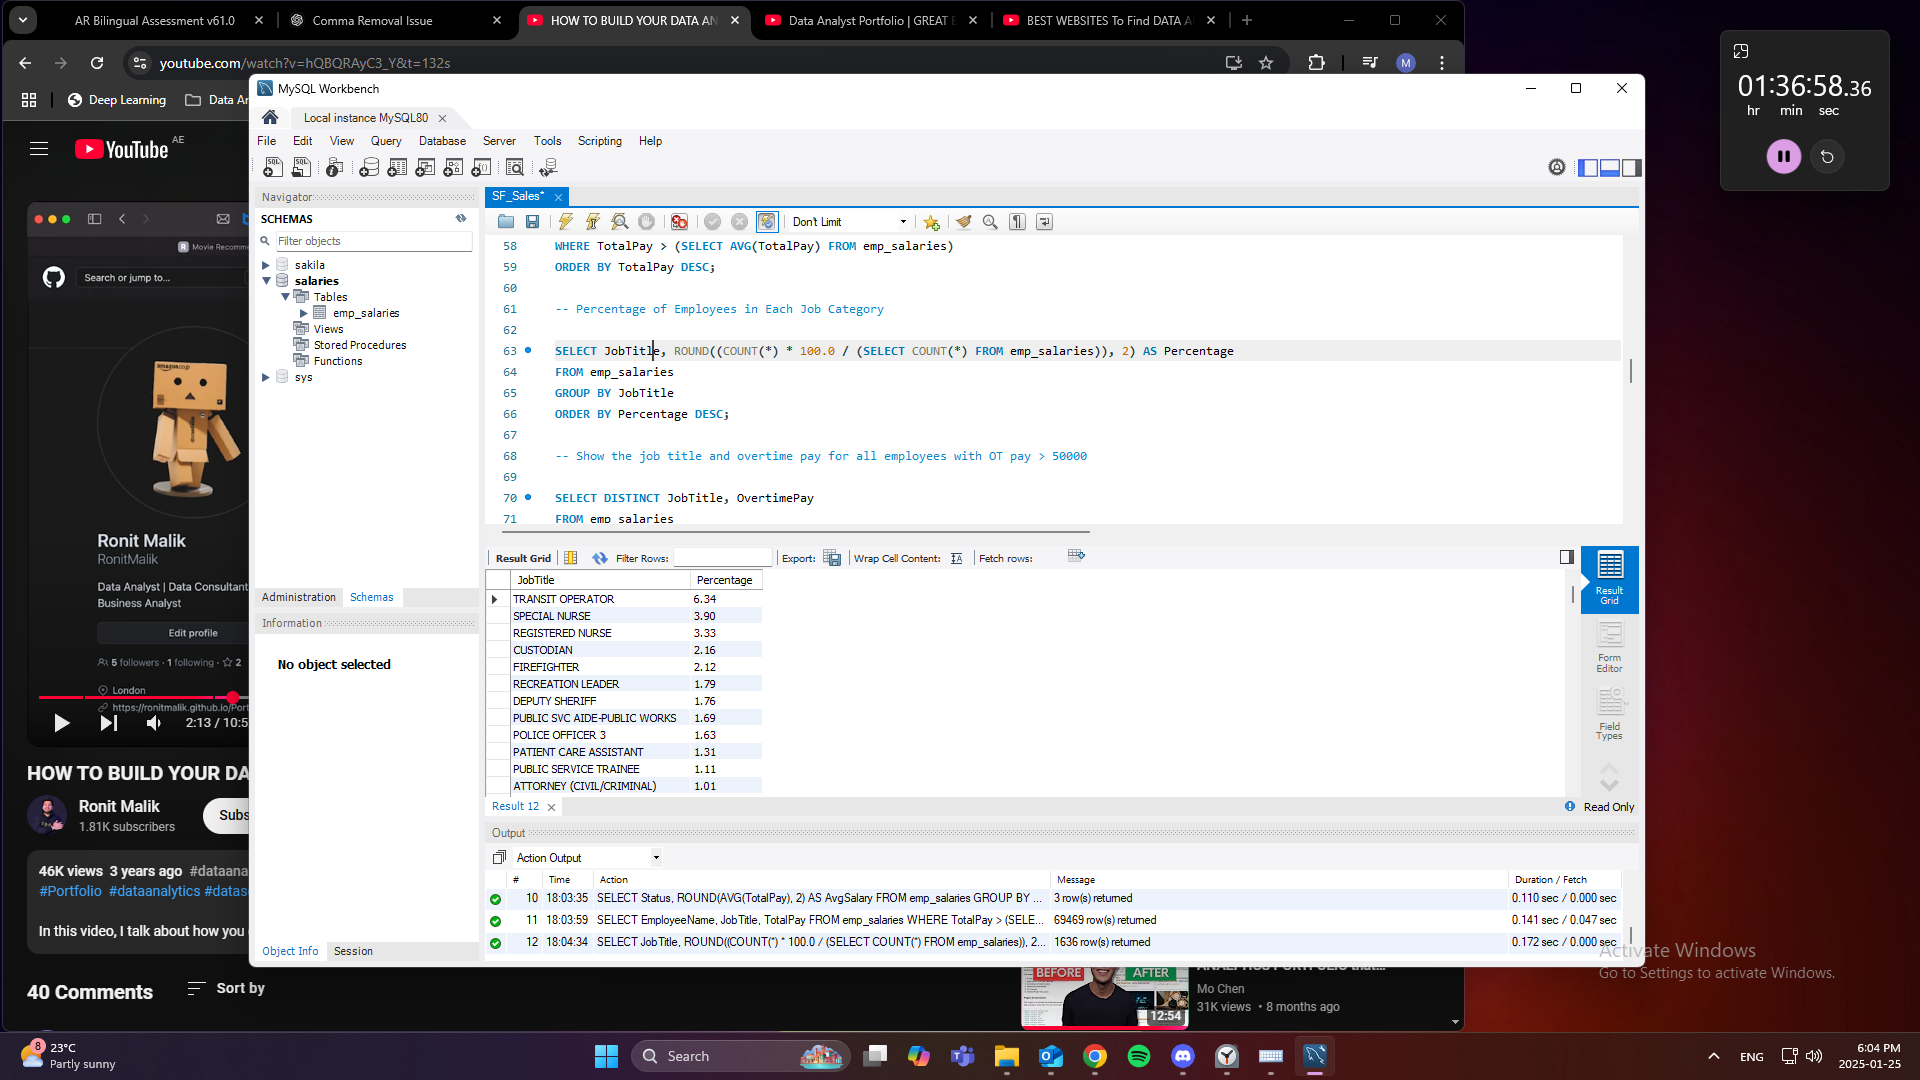 AR Bilingual Assessment v61.0
Comma Removal Issue
HOW TO BUILD YOUR DATA AN
Data Analyst Portfolio | GREAT E
BEST WEBSITES To Find DATA A
youtube.com/watch?v=hQBQRAyC3_Y&t=132s
M
Deep Learning
Data An
YouTube AE
01:36:58.36
hr min sec
MySQL Workbench
Local instance MySQL80
File Edit View Query Database Server Tools Scripting Help
Navigator
SCHEMAS
Filter objects
sakila
salaries
Tables
emp_salaries
Views
Stored Procedures
Functions
sys
Administration Schemas
Information
No object selected
Object Info Session
SF_Sales*
Don't Limit
58 WHERE TotalPay > (SELECT AVG(TotalPay) FROM emp_salaries)
59 ORDER BY TotalPay DESC;
60
61 -- Percentage of Employees in Each Job Category
62
63 SELECT JobTitle, ROUND((COUNT(*) * 100.0 / (SELECT COUNT(*) FROM emp_salaries)), 2) AS Percentage
64 FROM emp_salaries
65 GROUP BY JobTitle
66 ORDER BY Percentage DESC;
67
68 -- Show the job title and overtime pay for all employees with OT pay > 50000
69
70 SELECT DISTINCT JobTitle, OvertimePay
71 FROM emp_salaries
Result Grid Filter Rows: Export: Wrap Cell Content: Fetch rows:
JobTitle Percentage
TRANSIT OPERATOR 6.34
SPECIAL NURSE 3.90
REGISTERED NURSE 3.33
CUSTODIAN 2.16
FIREFIGHTER 2.12
RECREATION LEADER 1.79
DEPUTY SHERIFF 1.76
PUBLIC SVC AIDE-PUBLIC WORKS 1.69
POLICE OFFICER 3 1.63
PATIENT CARE ASSISTANT 1.31
PUBLIC SERVICE TRAINEE 1.11
ATTORNEY (CIVIL/CRIMINAL) 1.01
Result Grid
Form Editor
Field Types
Result 12
Read Only
Output
Action Output
# Time Action Message Duration / Fetch
10 18:03:35 SELECT Status, ROUND(AVG(TotalPay), 2) AS AvgSalary FROM emp_salaries GROUP BY ... 3 row(s) returned 0.110 sec / 0.000 sec
11 18:03:59 SELECT EmployeeName, JobTitle, TotalPay FROM emp_salaries WHERE TotalPay > (SELE... 69469 row(s) returned 0.141 sec / 0.047 sec
12 18:04:34 SELECT JobTitle, ROUND((COUNT(*) * 100.0 / (SELECT COUNT(*) FROM emp_salaries)), 2... 1636 row(s) returned 0.172 sec / 0.000 sec
R Movie Recomm
Search or jump to...
amazon.co.jp
Ronit Malik
RonitMalik
Data Analyst | Data Consultant
Business Analyst
Edit profile
5 followers · 1 following · 2
London
https://ronitmalik.github.io/Port
2:13 / 10:5
HOW TO BUILD YOUR DA
Ronit Malik
1.81K subscribers
Subs
46K views 3 years ago #dataana
#Portfolio #dataanalytics #datas
In this video, I talk about how you
40 Comments
Sort by
BEFORE AFTER
12:54
Mo Chen
31K views • 8 months ago
Activate Windows
Go to Settings to activate Windows.
8
23°C
Partly sunny
Search
ENG
6:04 PM
2025-01-25